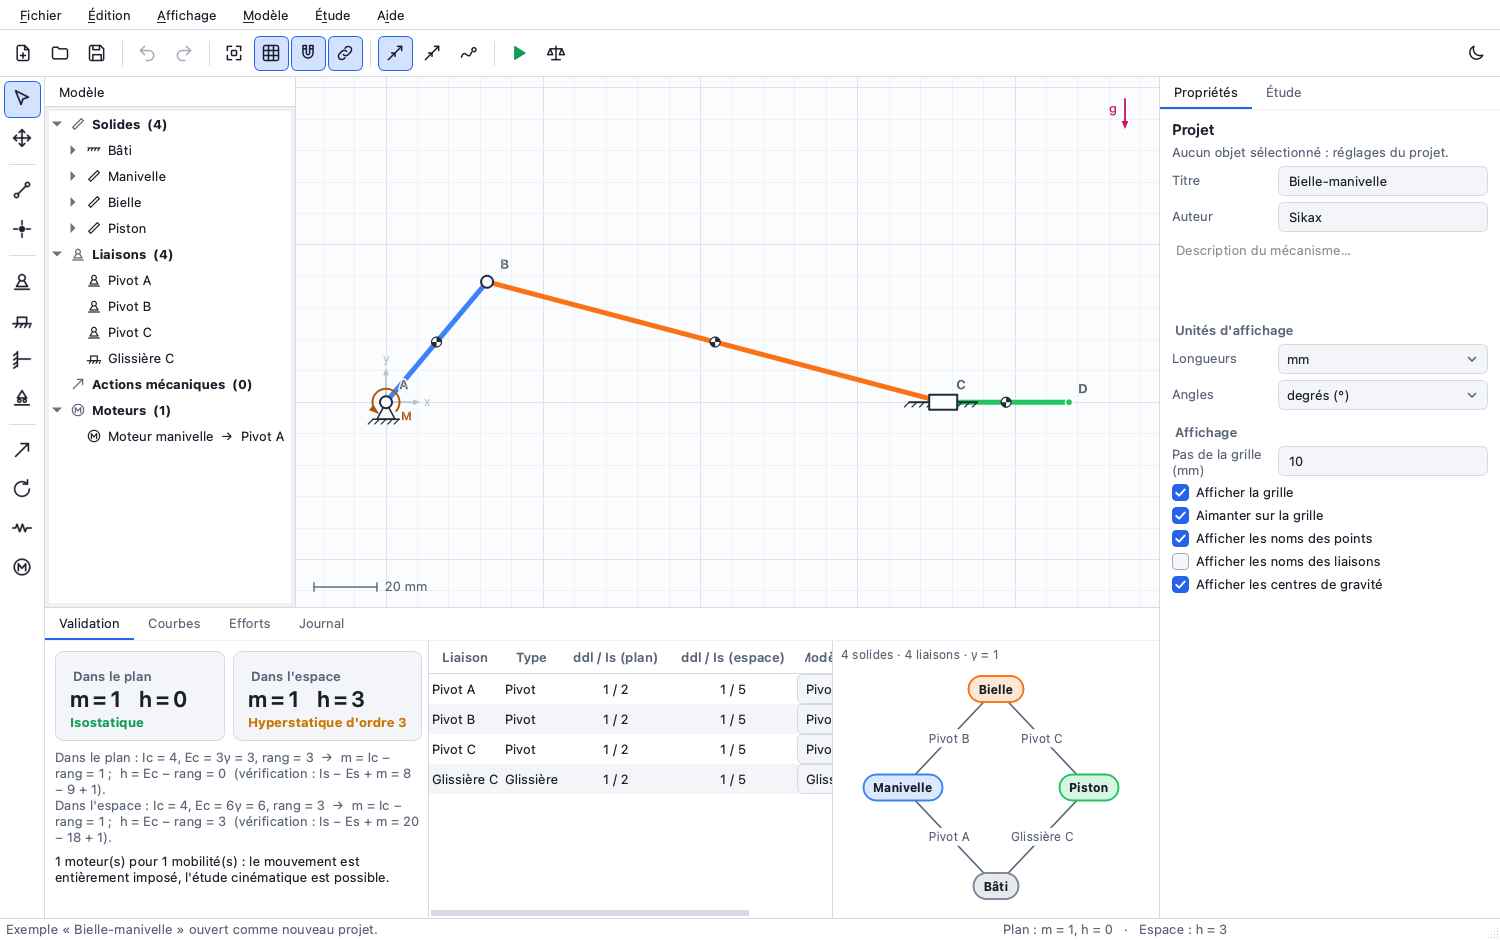 Fichier Édition Affichage Modèle Étude Aide
Modèle
Solides (4)
Bâti
Manivelle
Bielle
Piston
Liaisons (4)
Pivot A
Pivot B
Pivot C
Glissière C
Actions mécaniques (0)
Moteurs (1)
Moteur manivelle → Pivot A
g
B
y
A
x
M
C
D
20 mm
Propriétés Étude
Projet
Aucun objet sélectionné : réglages du projet.
Titre Bielle-manivelle
Auteur Sikax
Description du mécanisme...
Unités d'affichage
Longueurs mm
Angles degrés (°)
Affichage
Pas de la grille (mm) 10
Afficher la grille
Aimanter sur la grille
Afficher les noms des points
Afficher les noms des liaisons
Afficher les centres de gravité
Validation Courbes Efforts Journal
Dans le plan
m=1 h=0
Isostatique
Dans l'espace
m=1 h=3
Hyperstatique d'ordre 3
Dans le plan : Ic = 4, Ec = 3γ = 3, rang = 3 → m = Ic −
rang = 1 ; h = Ec − rang = 0 (vérification : Is − Es + m = 8
− 9 + 1).
Dans l'espace : Ic = 4, Ec = 6γ = 6, rang = 3 → m = Ic −
rang = 1 ; h = Ec − rang = 3 (vérification : Is − Es + m = 20
− 18 + 1).
1 moteur(s) pour 1 mobilité(s) : le mouvement est
entièrement imposé, l'étude cinématique est possible.
Liaison Type ddl / Is (plan) ddl / Is (espace) Modè
Pivot A Pivot 1 / 2 1 / 5 Pivo
Pivot B Pivot 1 / 2 1 / 5 Pivo
Pivot C Pivot 1 / 2 1 / 5 Pivo
Glissière C Glissière 1 / 2 1 / 5 Gliss
4 solides · 4 liaisons · γ = 1
Bielle
Pivot B Pivot C
Manivelle Piston
Pivot A Glissière C
Bâti
Exemple « Bielle-manivelle » ouvert comme nouveau projet.
Plan : m = 1, h = 0 · Espace : h = 3